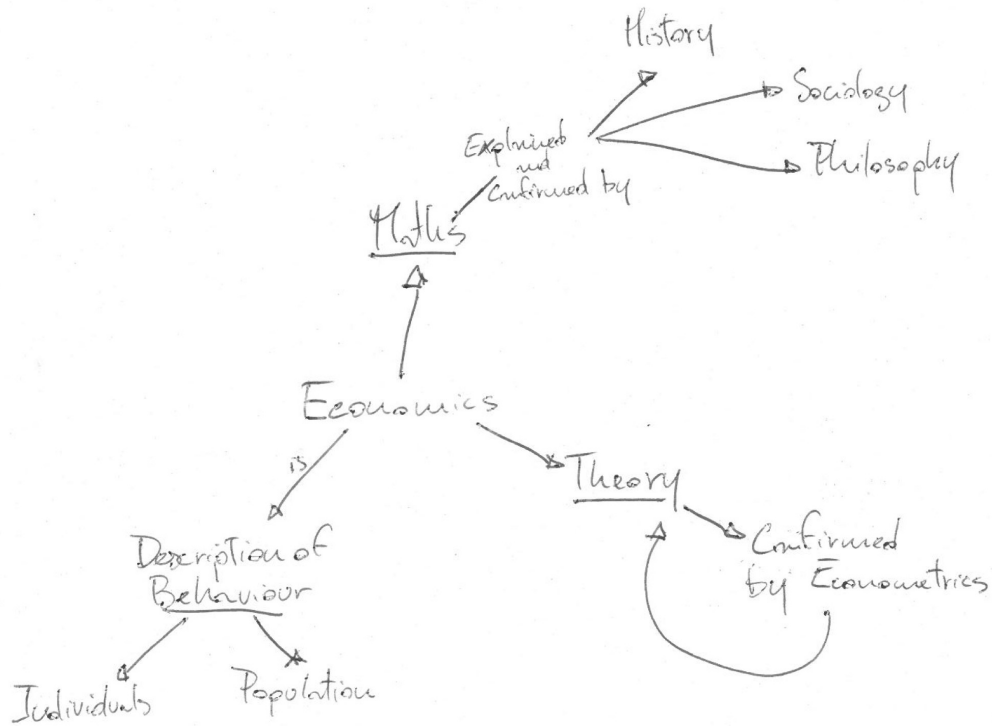 History
Sociology
Philosophy
Explained
and
Confirmed by
Maths
Economics
is
Theory
Description of
Behaviour
Confirmed
by Econometrics
Individuals
Population